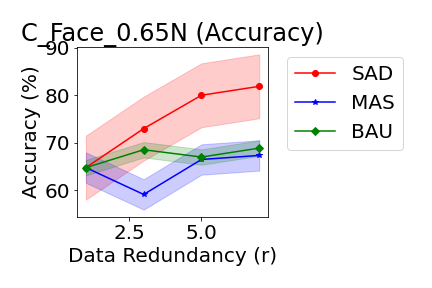 C_Face_0.65N (Accuracy)
90
80
70
60
Accuracy (%)
2.5
5.0
Data Redundancy (r)
SAD
MAS
BAU